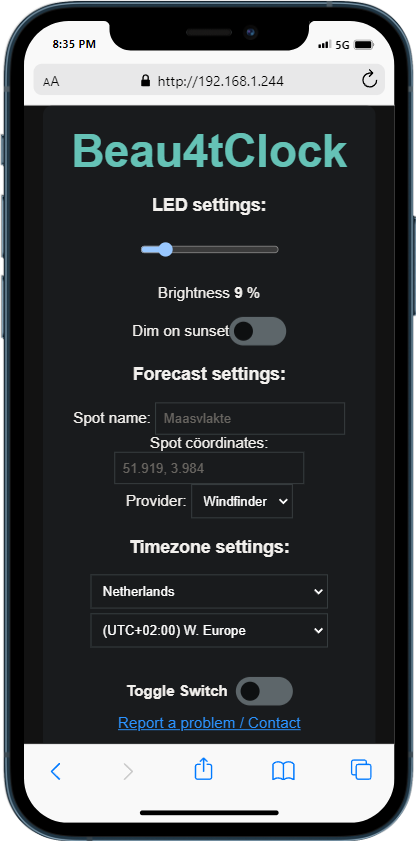 8:35 PM
5G
AA
http://192.168.1.244
Beau4tClock
LED settings:
Brightness 9 %
Dim on sunset
Forecast settings:
Spot name: Maasvlakte
Spot cöordinates:
51.919, 3.984
Provider: Windfinder
Timezone settings:
Netherlands
(UTC+02:00) W. Europe
Toggle Switch
Report a problem / Contact